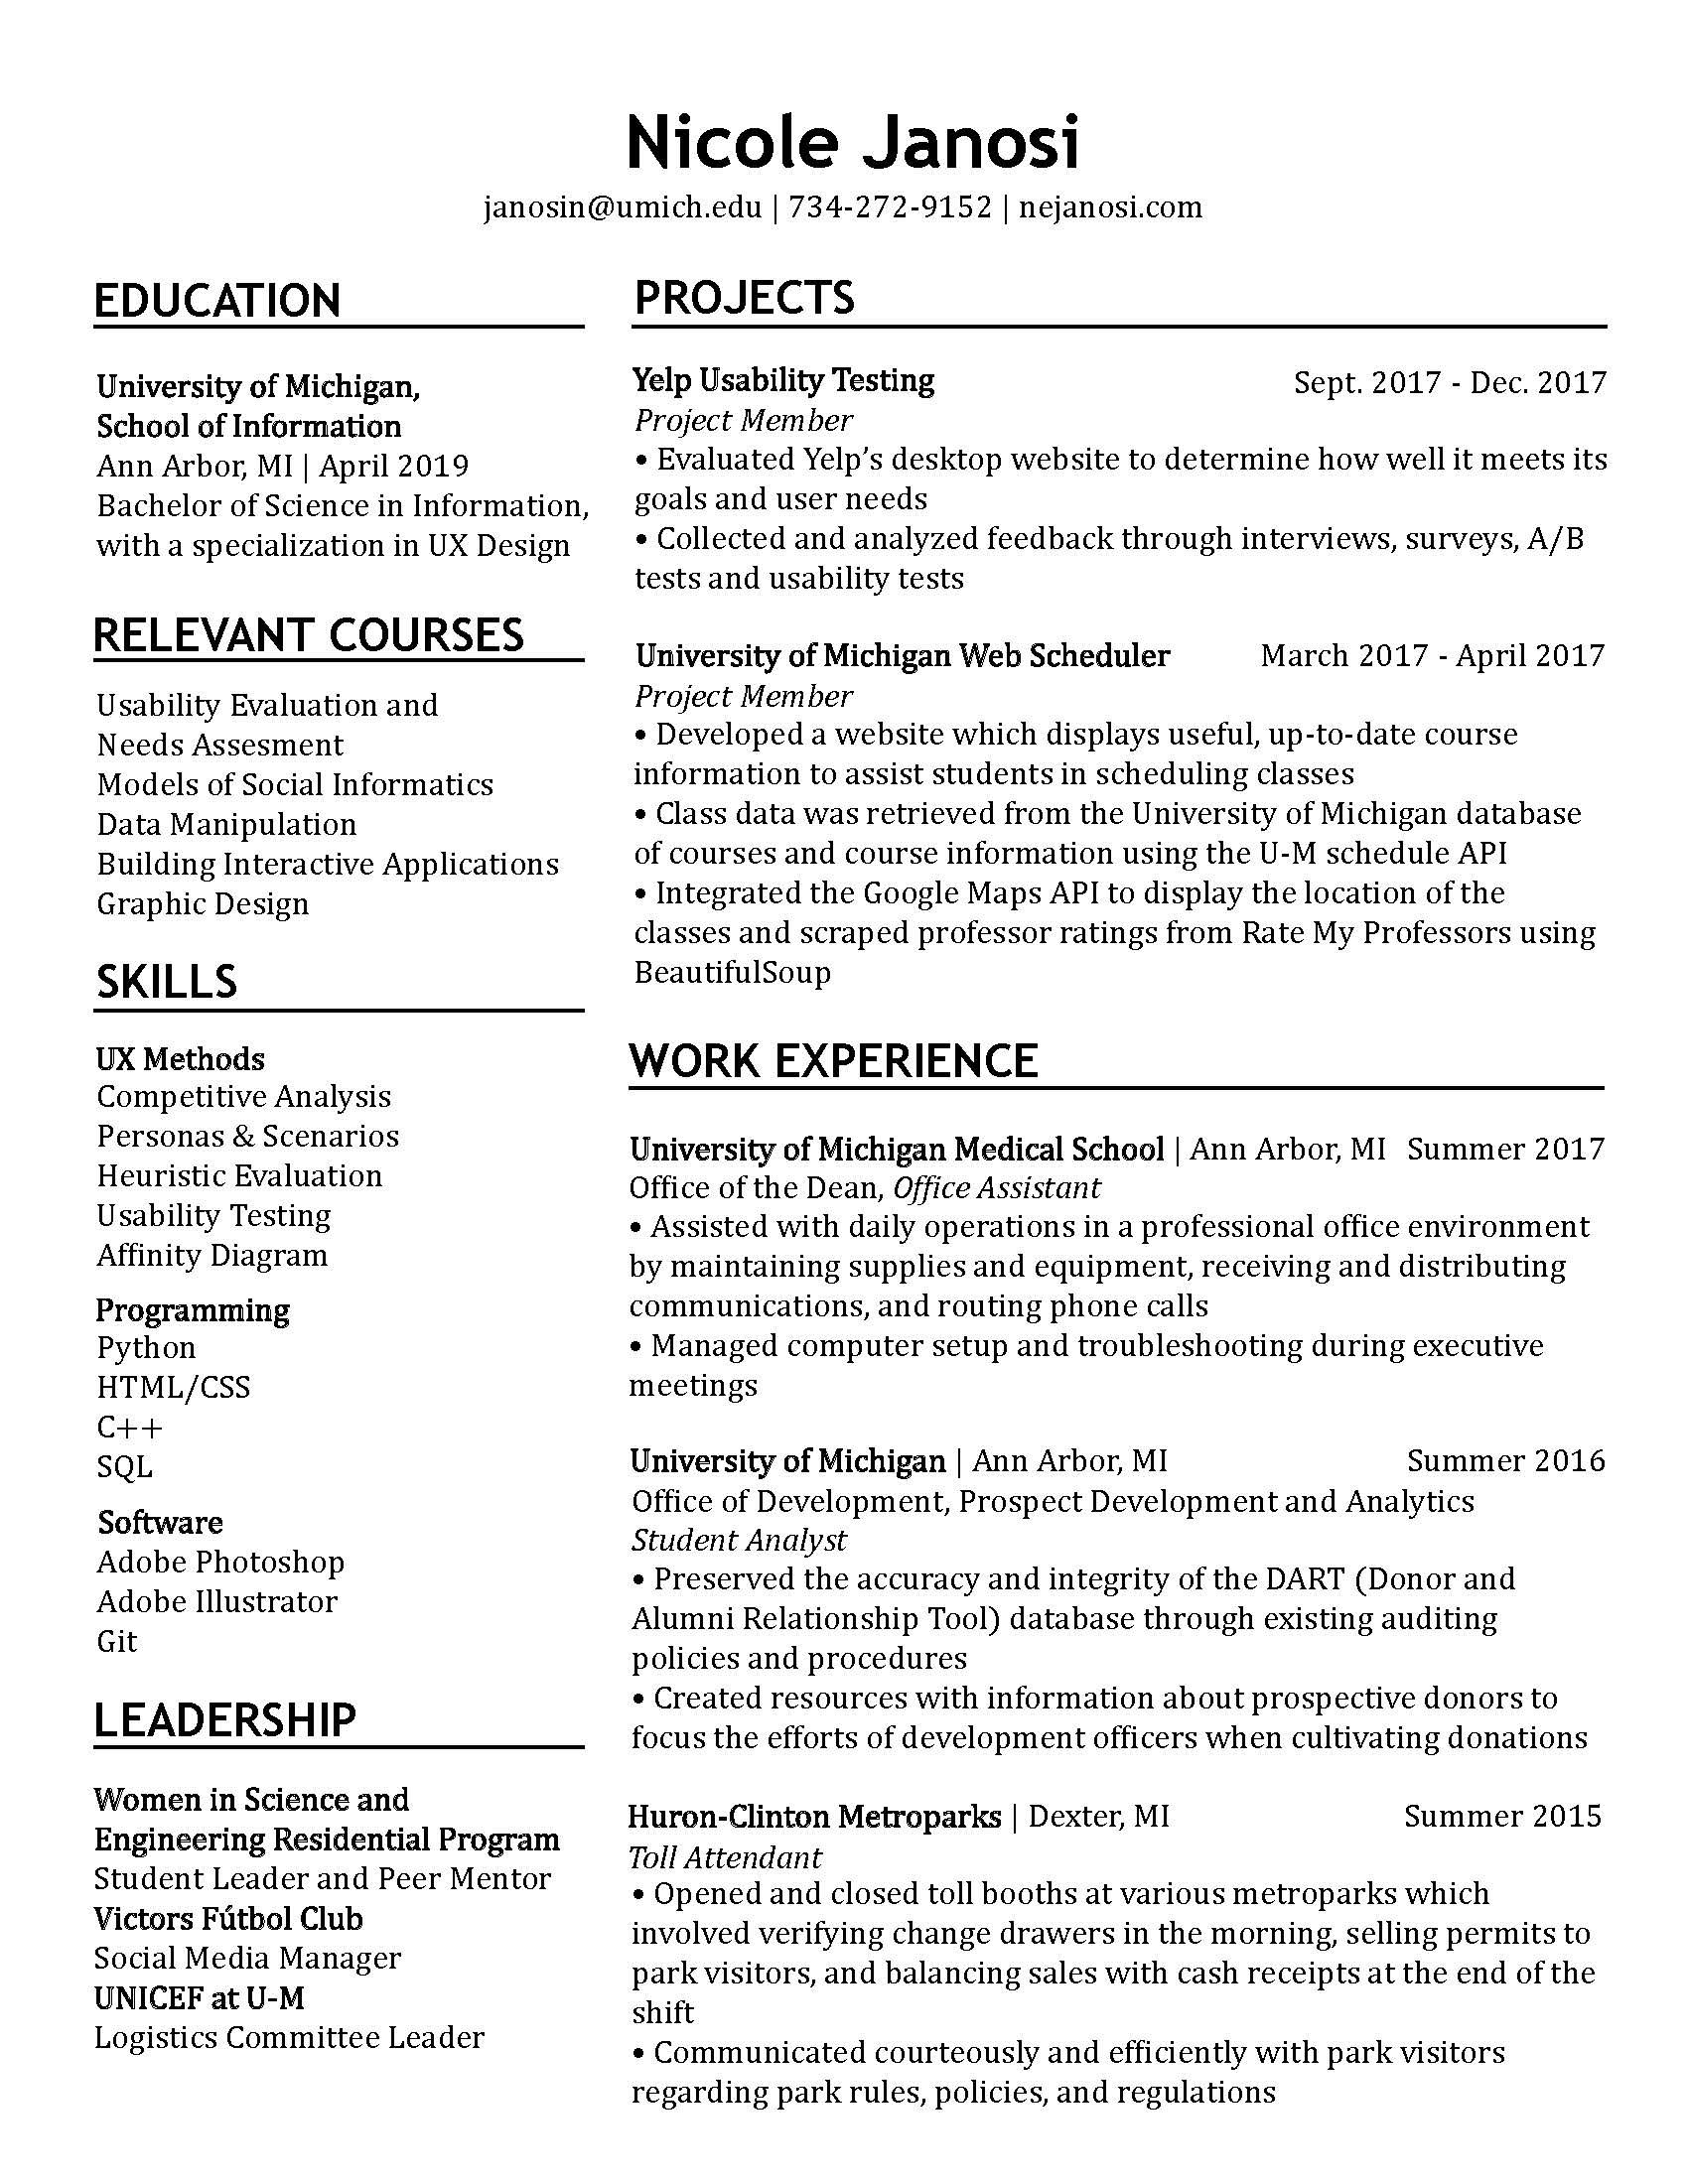 Nicole Janosi
janosin@umich.edu | 734-272-9152 | nejanosi.com
EDUCATION
University of Michigan,
School of Information
Ann Arbor, MI | April 2019
Bachelor of Science in Information,
with a specialization in UX Design
RELEVANT COURSES
Usability Evaluation and
Needs Assesment
Models of Social Informatics
Data Manipulation
Building Interactive Applications
Graphic Design
SKILLS
UX Methods
Competitive Analysis
Personas & Scenarios
Heuristic Evaluation
Usability Testing
Affinity Diagram
Programming
Python
HTML/CSS
C++
SQL
Software
Adobe Photoshop
Adobe Illustrator
Git
LEADERSHIP
Women in Science and
Engineering Residential Program
Student Leader and Peer Mentor
Victors Fútbol Club
Social Media Manager
UNICEF at U-M
Logistics Committee Leader
PROJECTS
Yelp Usability Testing Sept. 2017 - Dec. 2017
Project Member
• Evaluated Yelp’s desktop website to determine how well it meets its
goals and user needs
• Collected and analyzed feedback through interviews, surveys, A/B
tests and usability tests
University of Michigan Web Scheduler March 2017 - April 2017
Project Member
• Developed a website which displays useful, up-to-date course
information to assist students in scheduling classes
• Class data was retrieved from the University of Michigan database
of courses and course information using the U-M schedule API
• Integrated the Google Maps API to display the location of the
classes and scraped professor ratings from Rate My Professors using
BeautifulSoup
WORK EXPERIENCE
University of Michigan Medical School | Ann Arbor, MI Summer 2017
Office of the Dean, Office Assistant
• Assisted with daily operations in a professional office environment
by maintaining supplies and equipment, receiving and distributing
communications, and routing phone calls
• Managed computer setup and troubleshooting during executive
meetings
University of Michigan | Ann Arbor, MI Summer 2016
Office of Development, Prospect Development and Analytics
Student Analyst
• Preserved the accuracy and integrity of the DART (Donor and
Alumni Relationship Tool) database through existing auditing
policies and procedures
• Created resources with information about prospective donors to
focus the efforts of development officers when cultivating donations
Huron-Clinton Metroparks | Dexter, MI Summer 2015
Toll Attendant
• Opened and closed toll booths at various metroparks which
involved verifying change drawers in the morning, selling permits to
park visitors, and balancing sales with cash receipts at the end of the
shift
• Communicated courteously and efficiently with park visitors
regarding park rules, policies, and regulations